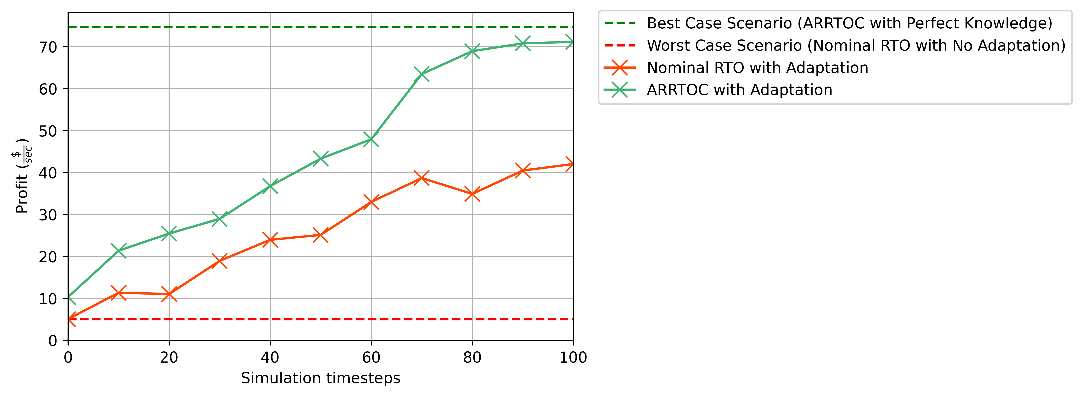 Profit ($/sec)
70
60
50
40
30
20
10
0
0 20 40 60 80 100
Simulation timesteps
Best Case Scenario (ARRTOC with Perfect Knowledge)
Worst Case Scenario (Nominal RTO with No Adaptation)
Nominal RTO with Adaptation
ARRTOC with Adaptation